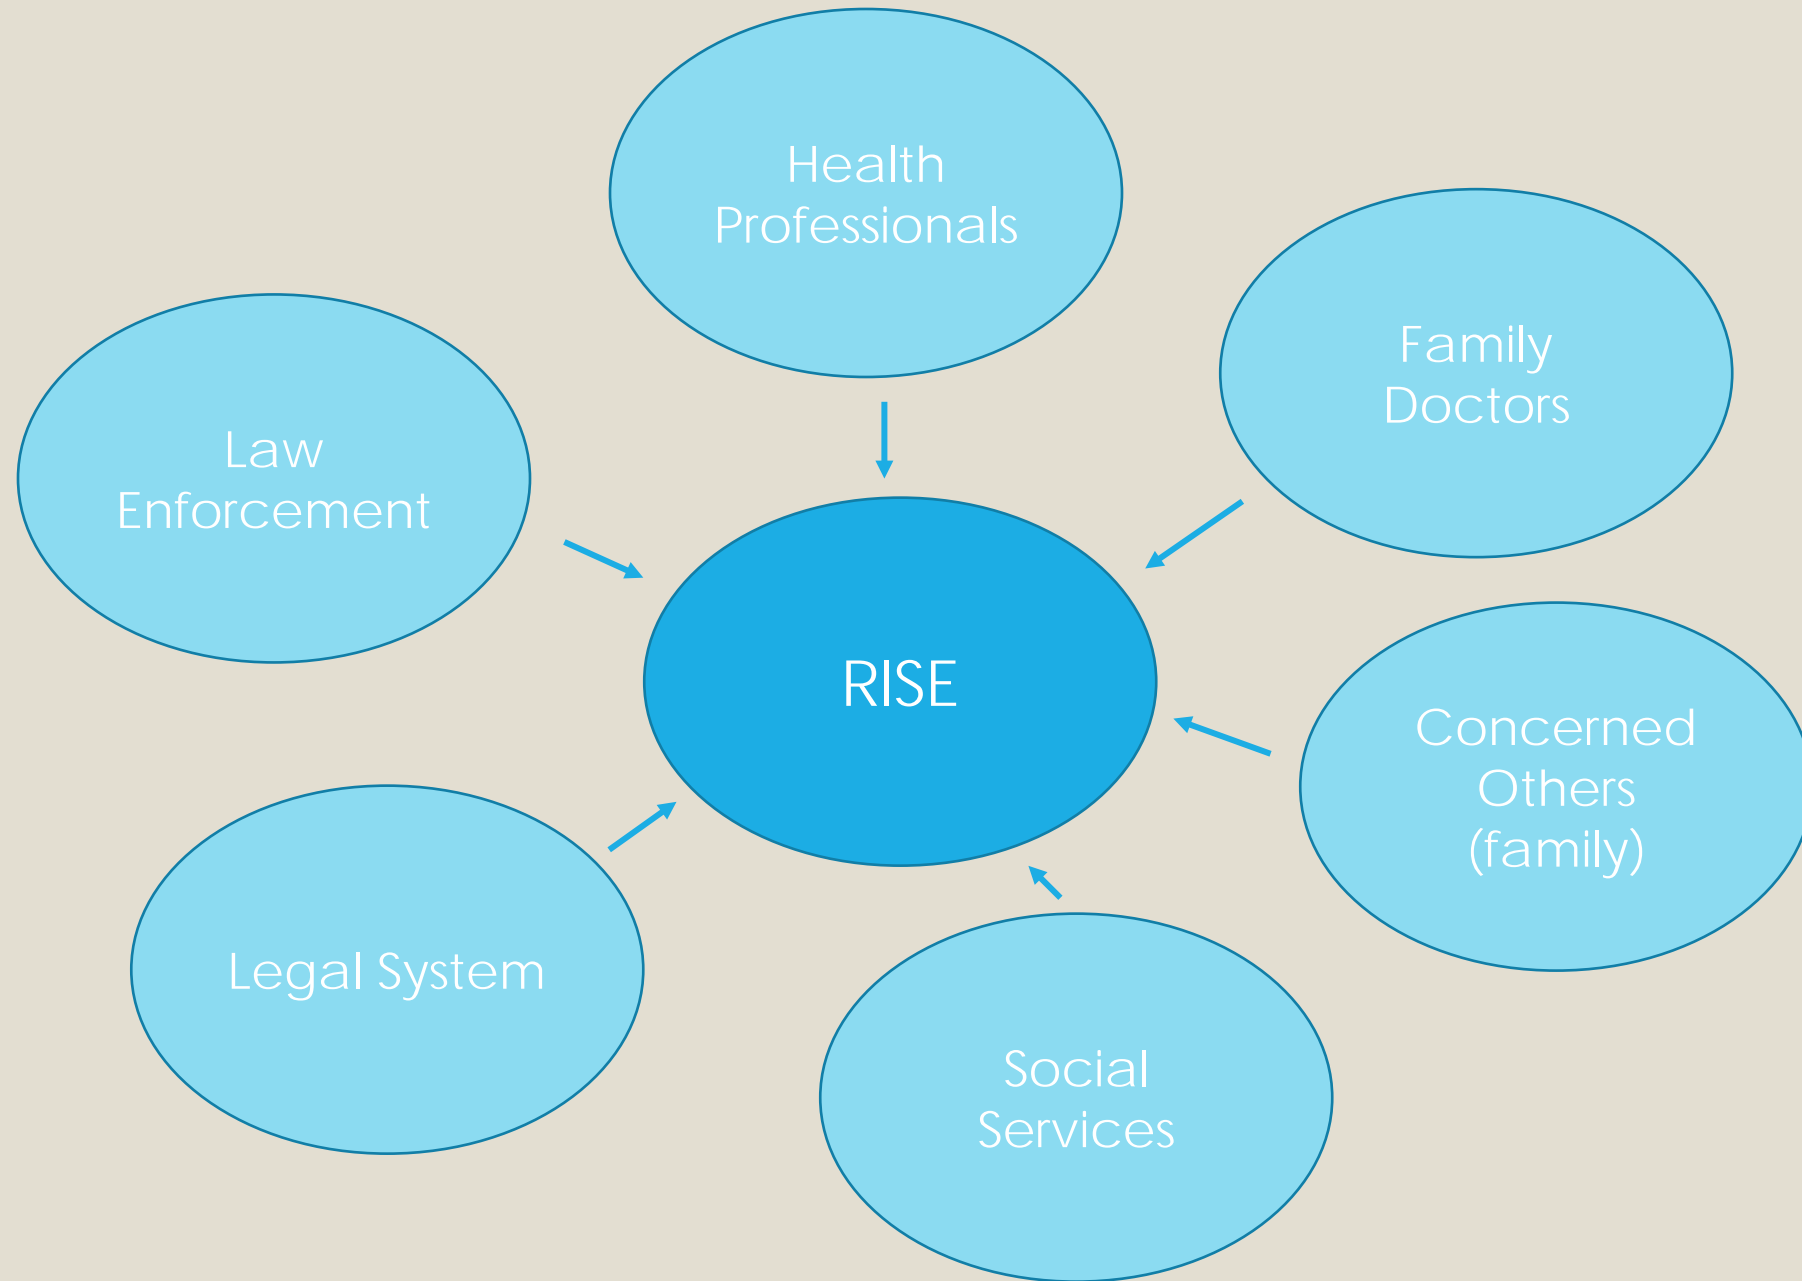 Health
Professionals
Family
Doctors
Law
Enforcement
RISE
Concerned
Others
(family)
Legal System
Social
Services